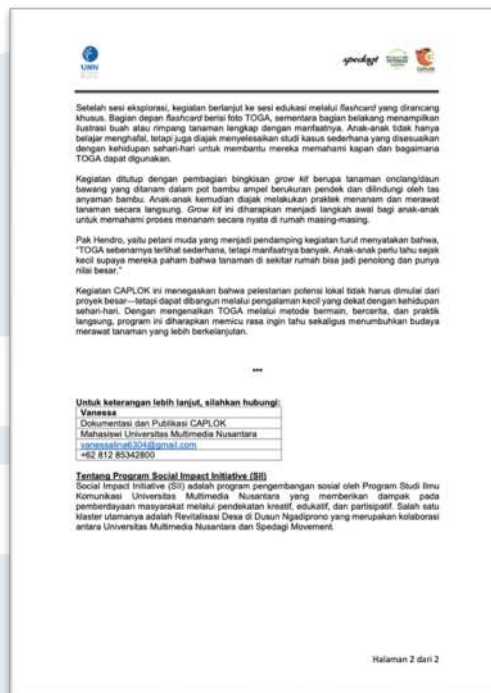 UMN
spedagi
CAPLOK
Setelah sesi eksplorasi, kegiatan berlanjut ke sesi edukasi melalui flashcard yang dirancang
khusus. Bagian depan flashcard berisi foto TOGA, sementara bagian belakang menampilkan
ilustrasi buah atau rimpang tanaman lengkap dengan manfaatnya. Anak-anak tidak hanya
belajar menghafal, tetapi juga diajak menyelesaikan studi kasus sederhana yang disesuaikan
dengan kehidupan sehari-hari untuk membantu mereka memahami kapan dan bagaimana
TOGA dapat digunakan.
Kegiatan ditutup dengan pembagian bingkisan grow kit berupa tanaman onclang/daun
bawang yang ditanam dalam pot bambu ampel berukuran pendek dan dilindungi oleh tas
anyaman bambu. Anak-anak kemudian diajak melakukan praktek menanam dan merawat
tanaman secara langsung. Grow kit ini diharapkan menjadi langkah awal bagi anak-anak
untuk memahami proses menanam secara nyata di rumah masing-masing.
Pak Hendro, yaitu petani muda yang menjadi pendamping kegiatan turut menyatakan bahwa,
"TOGA sebenarnya terlihat sederhana, tetapi manfaatnya banyak. Anak-anak perlu tahu sejak
kecil supaya mereka paham bahwa tanaman di sekitar rumah bisa jadi penolong dan punya
nilai besar."
Kegiatan CAPLOK ini menegaskan bahwa pelestarian potensi lokal tidak harus dimulai dari
proyek besar—tetapi dapat dibangun melalui pengalaman kecil yang dekat dengan kehidupan
sehari-hari. Dengan mengenalkan TOGA melalui metode bermain, bercerita, dan praktik
langsung, program ini diharapkan memicu rasa ingin tahu sekaligus menumbuhkan budaya
merawat tanaman yang lebih berkelanjutan.
***
Untuk keterangan lebih lanjut, silahkan hubungi:
Vanessa
Dokumentasi dan Publikasi CAPLOK
Mahasiswi Universitas Multimedia Nusantara
vanessalina6304@gmail.com
+62 812 85342800
Tentang Program Social Impact Initiative (SII)
Social Impact Initiative (SII) adalah program pengembangan sosial oleh Program Studi Ilmu
Komunikasi Universitas Multimedia Nusantara yang memberikan dampak pada
pemberdayaan masyarakat melalui pendekatan kreatif, edukatif, dan partisipatif. Salah satu
klaster utamanya adalah Revitalisasi Desa di Dusun Ngadiprono yang merupakan kolaborasi
antara Universitas Multimedia Nusantara dan Spedagi Movement.
Halaman 2 dari 2